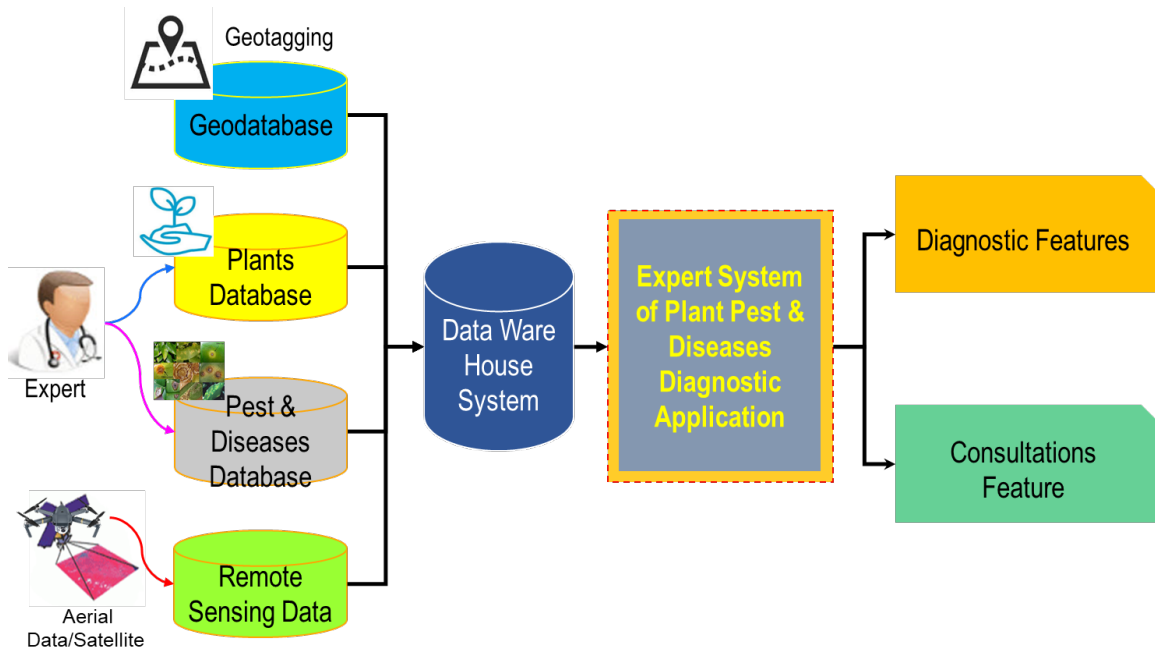 Geotagging
Geodatabase
Plants
Database
Expert
Pest &
Diseases
Database
Aerial
Data/Satellite
Remote
Sensing Data
Data Ware
House
System
Expert System
of Plant Pest &
Diseases
Diagnostic
Application
Diagnostic Features
Consultations
Feature